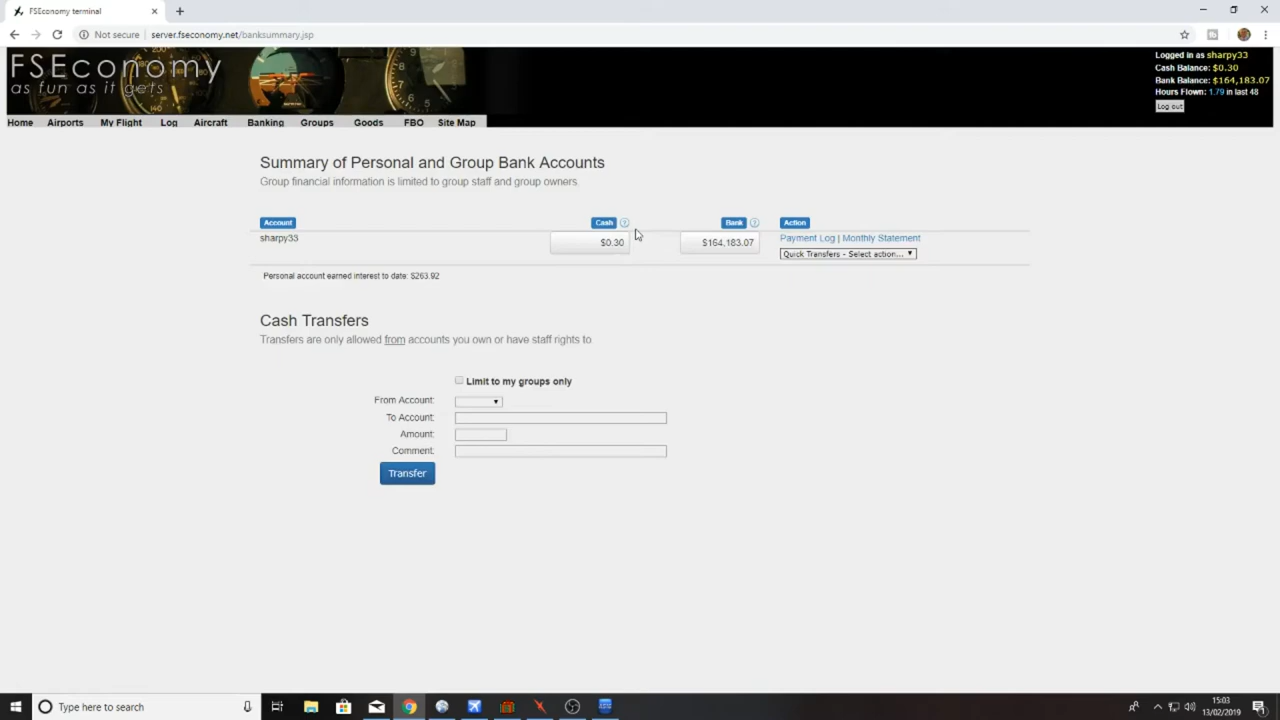 FSEconomy terminal
Not secure | server.fseconomy.net/banksummary.jsp
FSEconomy
as fun as it gets
Logged in as sharpy33
Cash Balance: $0.30
Bank Balance: $164,183.07
Hours Flown: 1.79 in last 48
Log out
Home Airports My Flight Log Aircraft Banking Groups Goods FBO Site Map
Summary of Personal and Group Bank Accounts
Group financial information is limited to group staff and group owners.
Account Cash ? Bank ? Action
sharpy33 $0.30 $164,183.07 Payment Log | Monthly Statement
Quick Transfers - Select action...
Personal account earned interest to date: $263.92
Cash Transfers
Transfers are only allowed from accounts you own or have staff rights to
Limit to my groups only
From Account:
To Account:
Amount:
Comment:
Transfer
Type here to search
15:03
13/02/2019